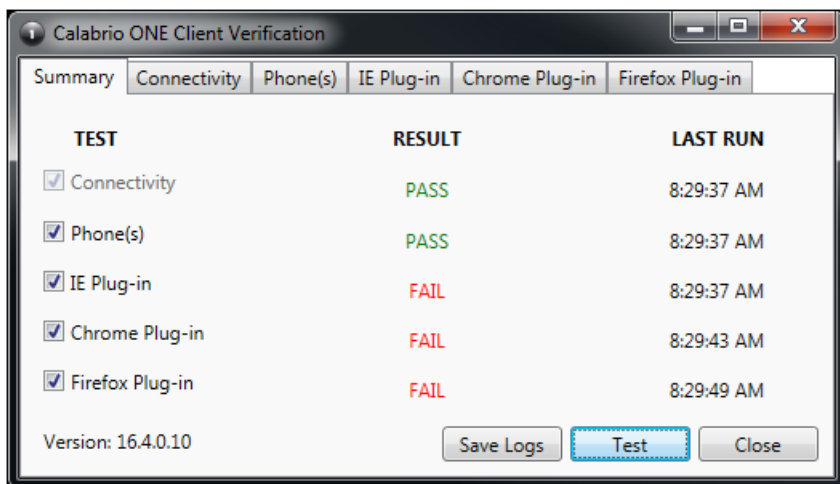 Calabrio ONE Client Verification
Summary Connectivity Phone(s) IE Plug-in Chrome Plug-in Firefox Plug-in
TEST RESULT LAST RUN
Connectivity PASS 8:29:37 AM
Phone(s) PASS 8:29:37 AM
IE Plug-in FAIL 8:29:37 AM
Chrome Plug-in FAIL 8:29:43 AM
Firefox Plug-in FAIL 8:29:49 AM
Version: 16.4.0.10 Save Logs Test Close